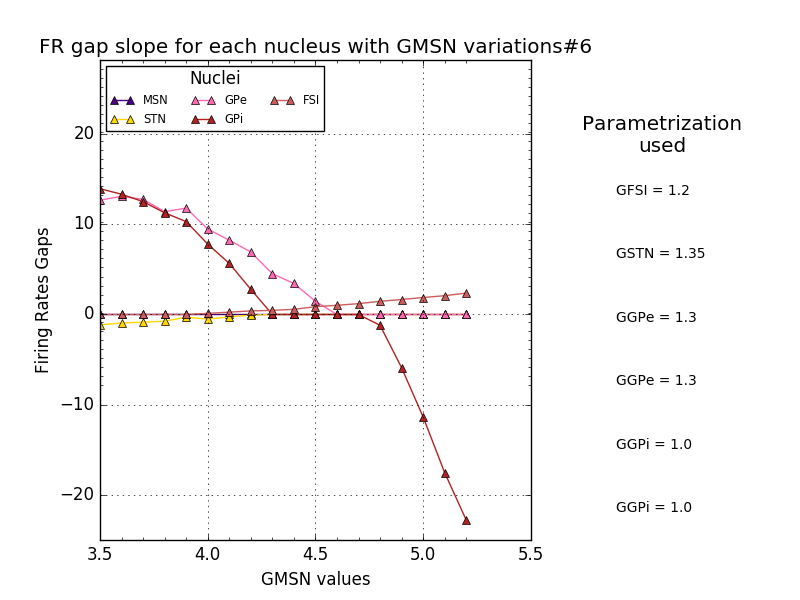 FR gap slope for each nucleus with GMSN variations#6
Nuclei
MSN GPe FSI
STN GPi
Firing Rates Gaps
20
10
0
−10
−20
3.5 4.0 4.5 5.0 5.5
GMSN values
Parametrization
used
GFSI = 1.2
GSTN = 1.35
GGPe = 1.3
GGPe = 1.3
GGPi = 1.0
GGPi = 1.0